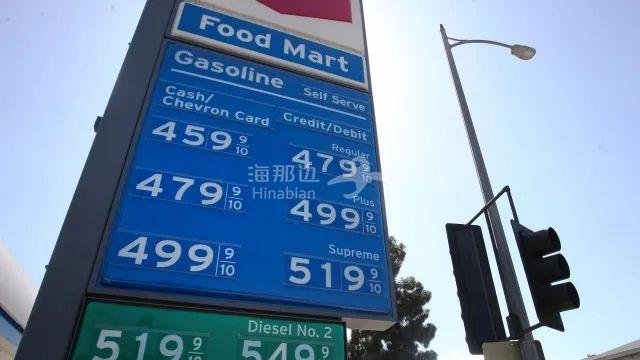 Food Mart
Gasoline Self Serve
Cash/ Chevron Card Credit/Debit
459 9/10 Regular 479 9/10
479 9/10 Plus 499 9/10
499 9/10 Supreme 519 9/10
Diesel No. 2
519 9/10 549 9
海那边
Hinabian